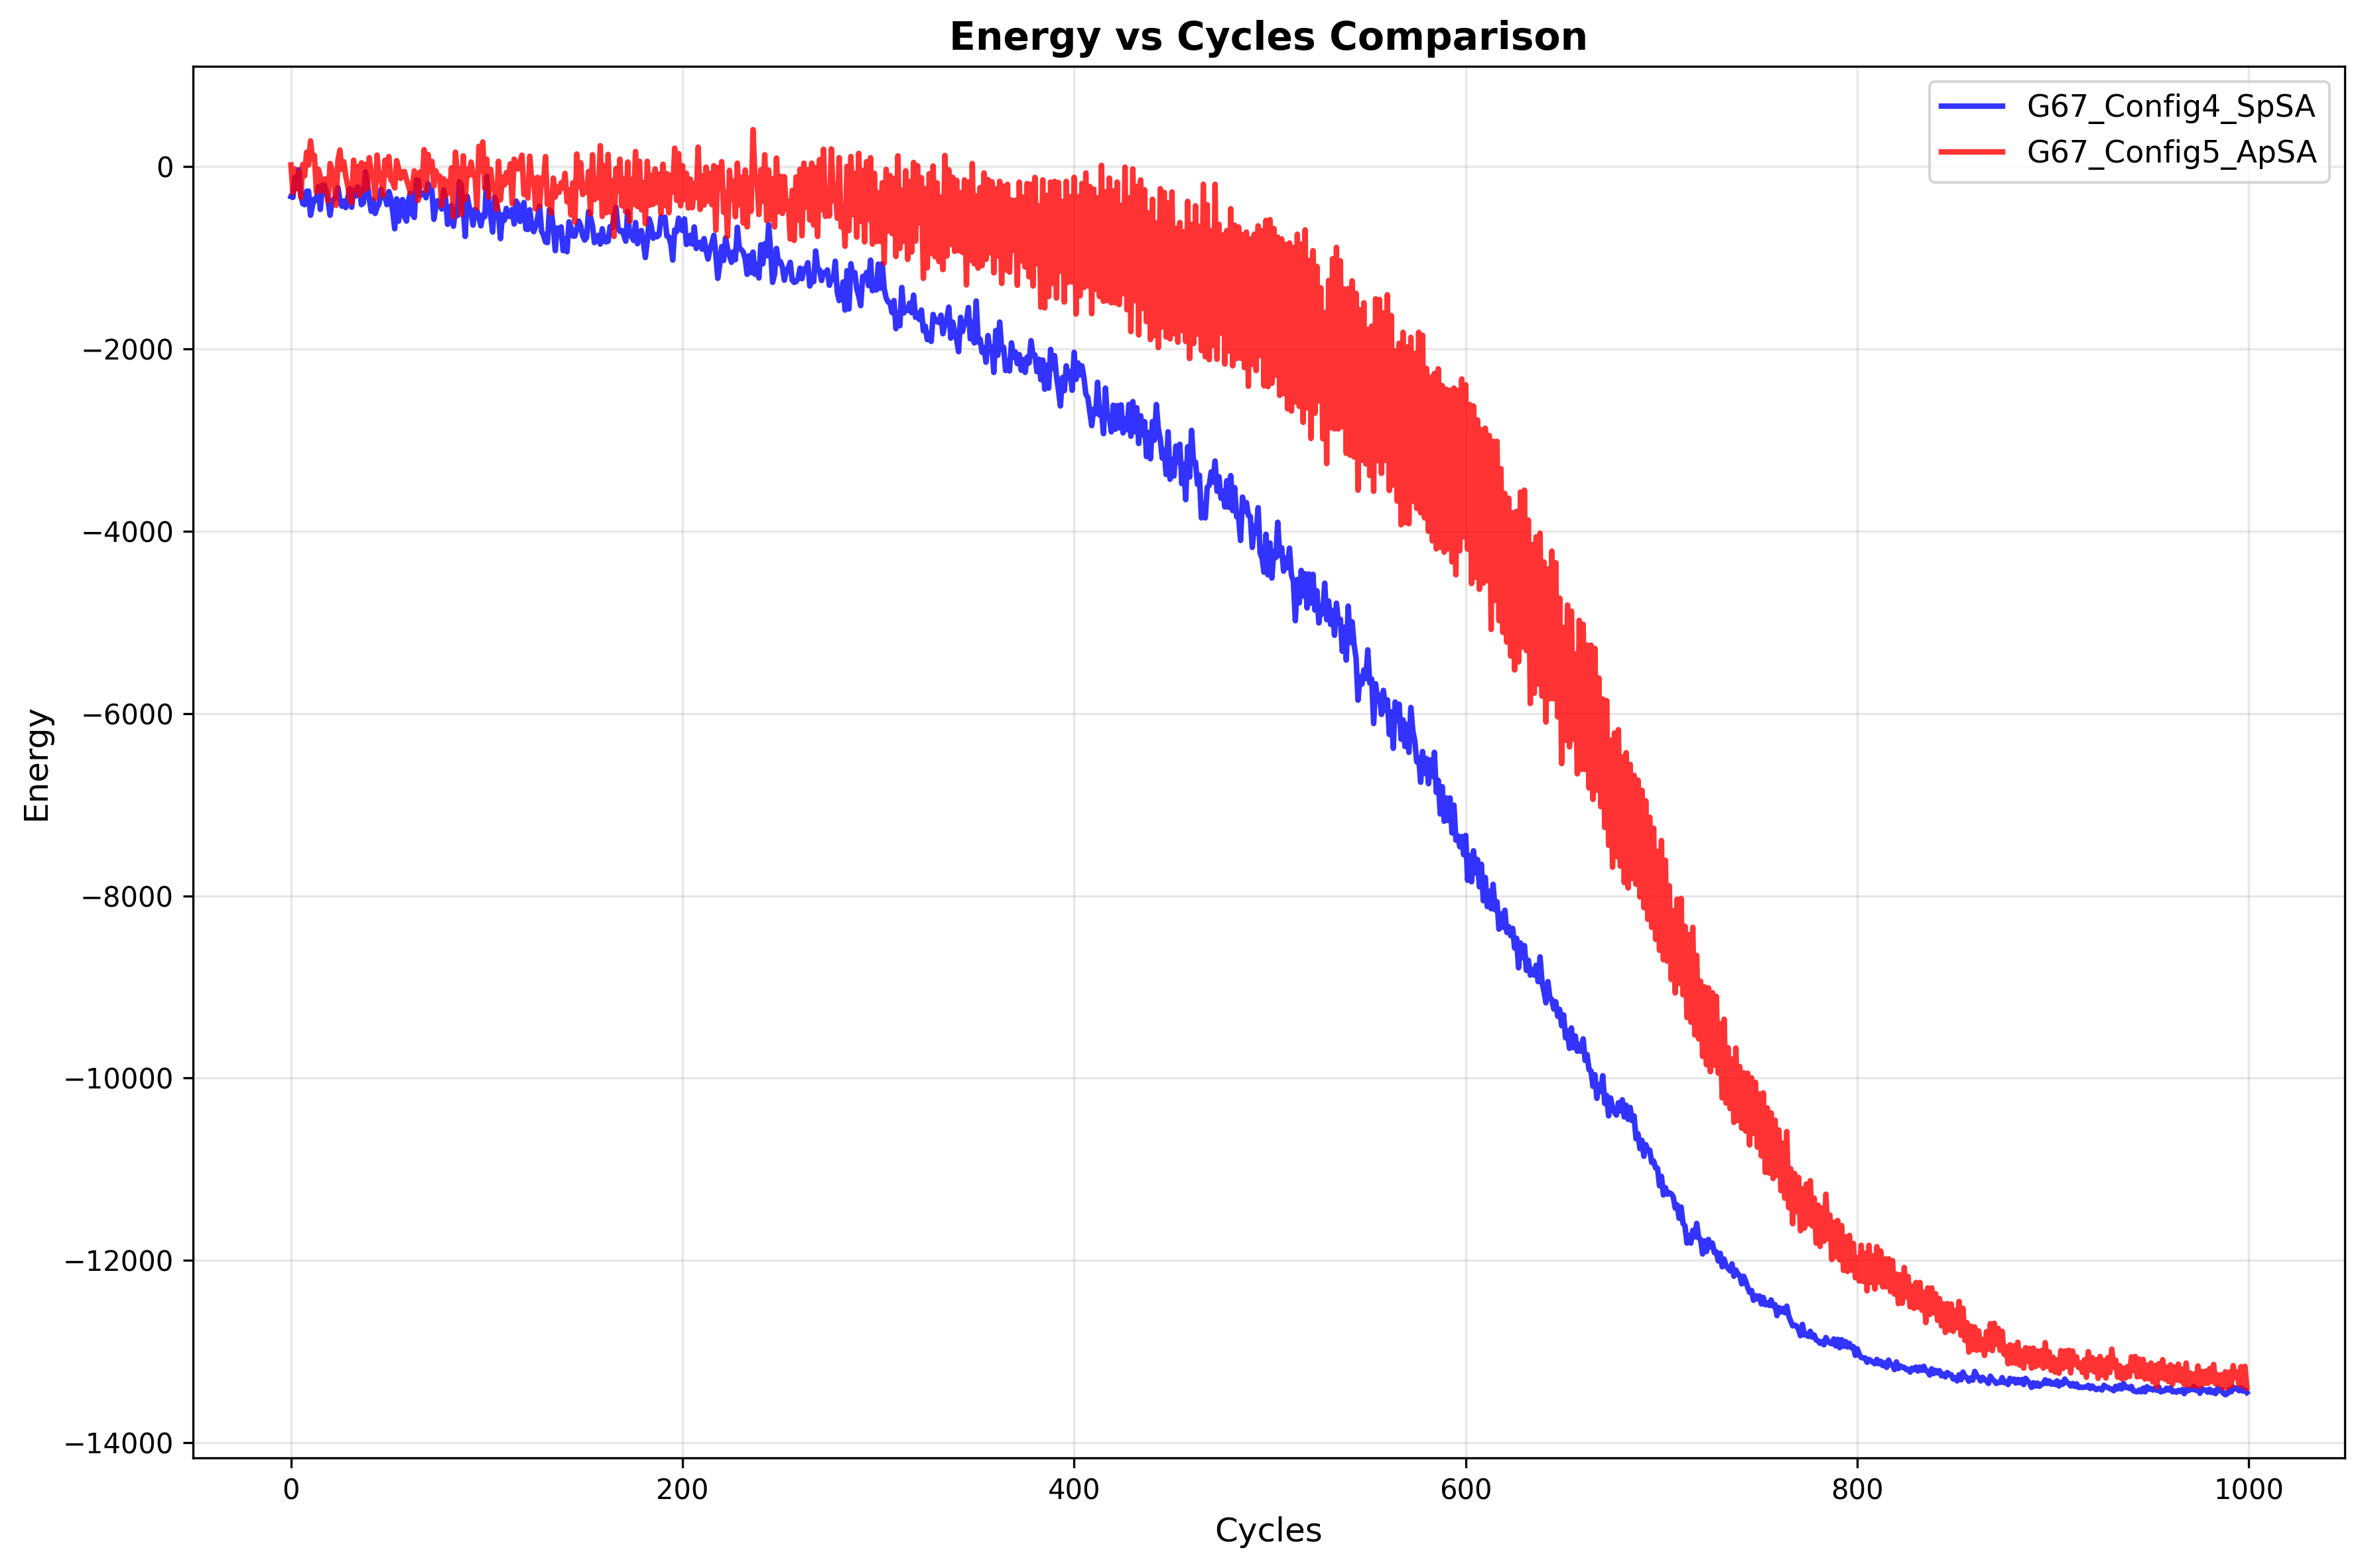 Energy vs Cycles Comparison
G67_Config4_SpSA
G67_Config5_ApSA
0
−2000
−4000
−6000
−8000
−10000
−12000
−14000
Energy
0 200 400 600 800 1000
Cycles